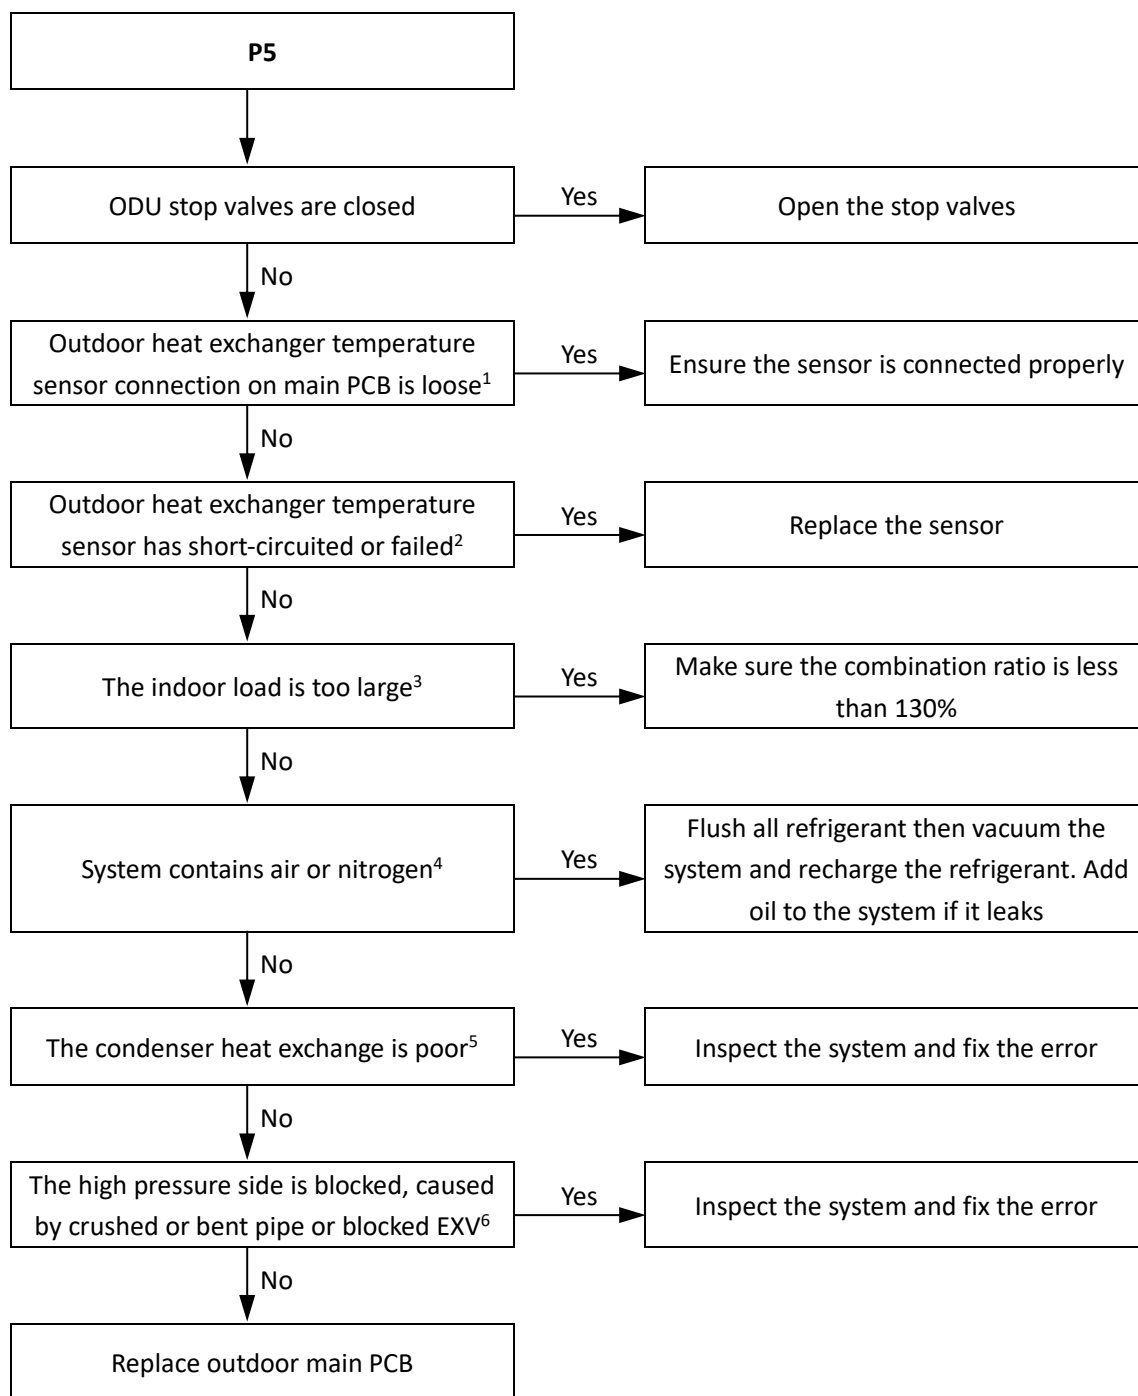 P5
ODU stop valves are closed
Yes
Open the stop valves
No
Outdoor heat exchanger temperature
sensor connection on main PCB is loose¹
Yes
Ensure the sensor is connected properly
No
Outdoor heat exchanger temperature
sensor has short-circuited or failed²
Yes
Replace the sensor
No
The indoor load is too large³
Yes
Make sure the combination ratio is less
than 130%
No
System contains air or nitrogen⁴
Yes
Flush all refrigerant then vacuum the
system and recharge the refrigerant. Add
oil to the system if it leaks
No
The condenser heat exchange is poor⁵
Yes
Inspect the system and fix the error
No
The high pressure side is blocked, caused
by crushed or bent pipe or blocked EXV⁶
Yes
Inspect the system and fix the error
No
Replace outdoor main PCB